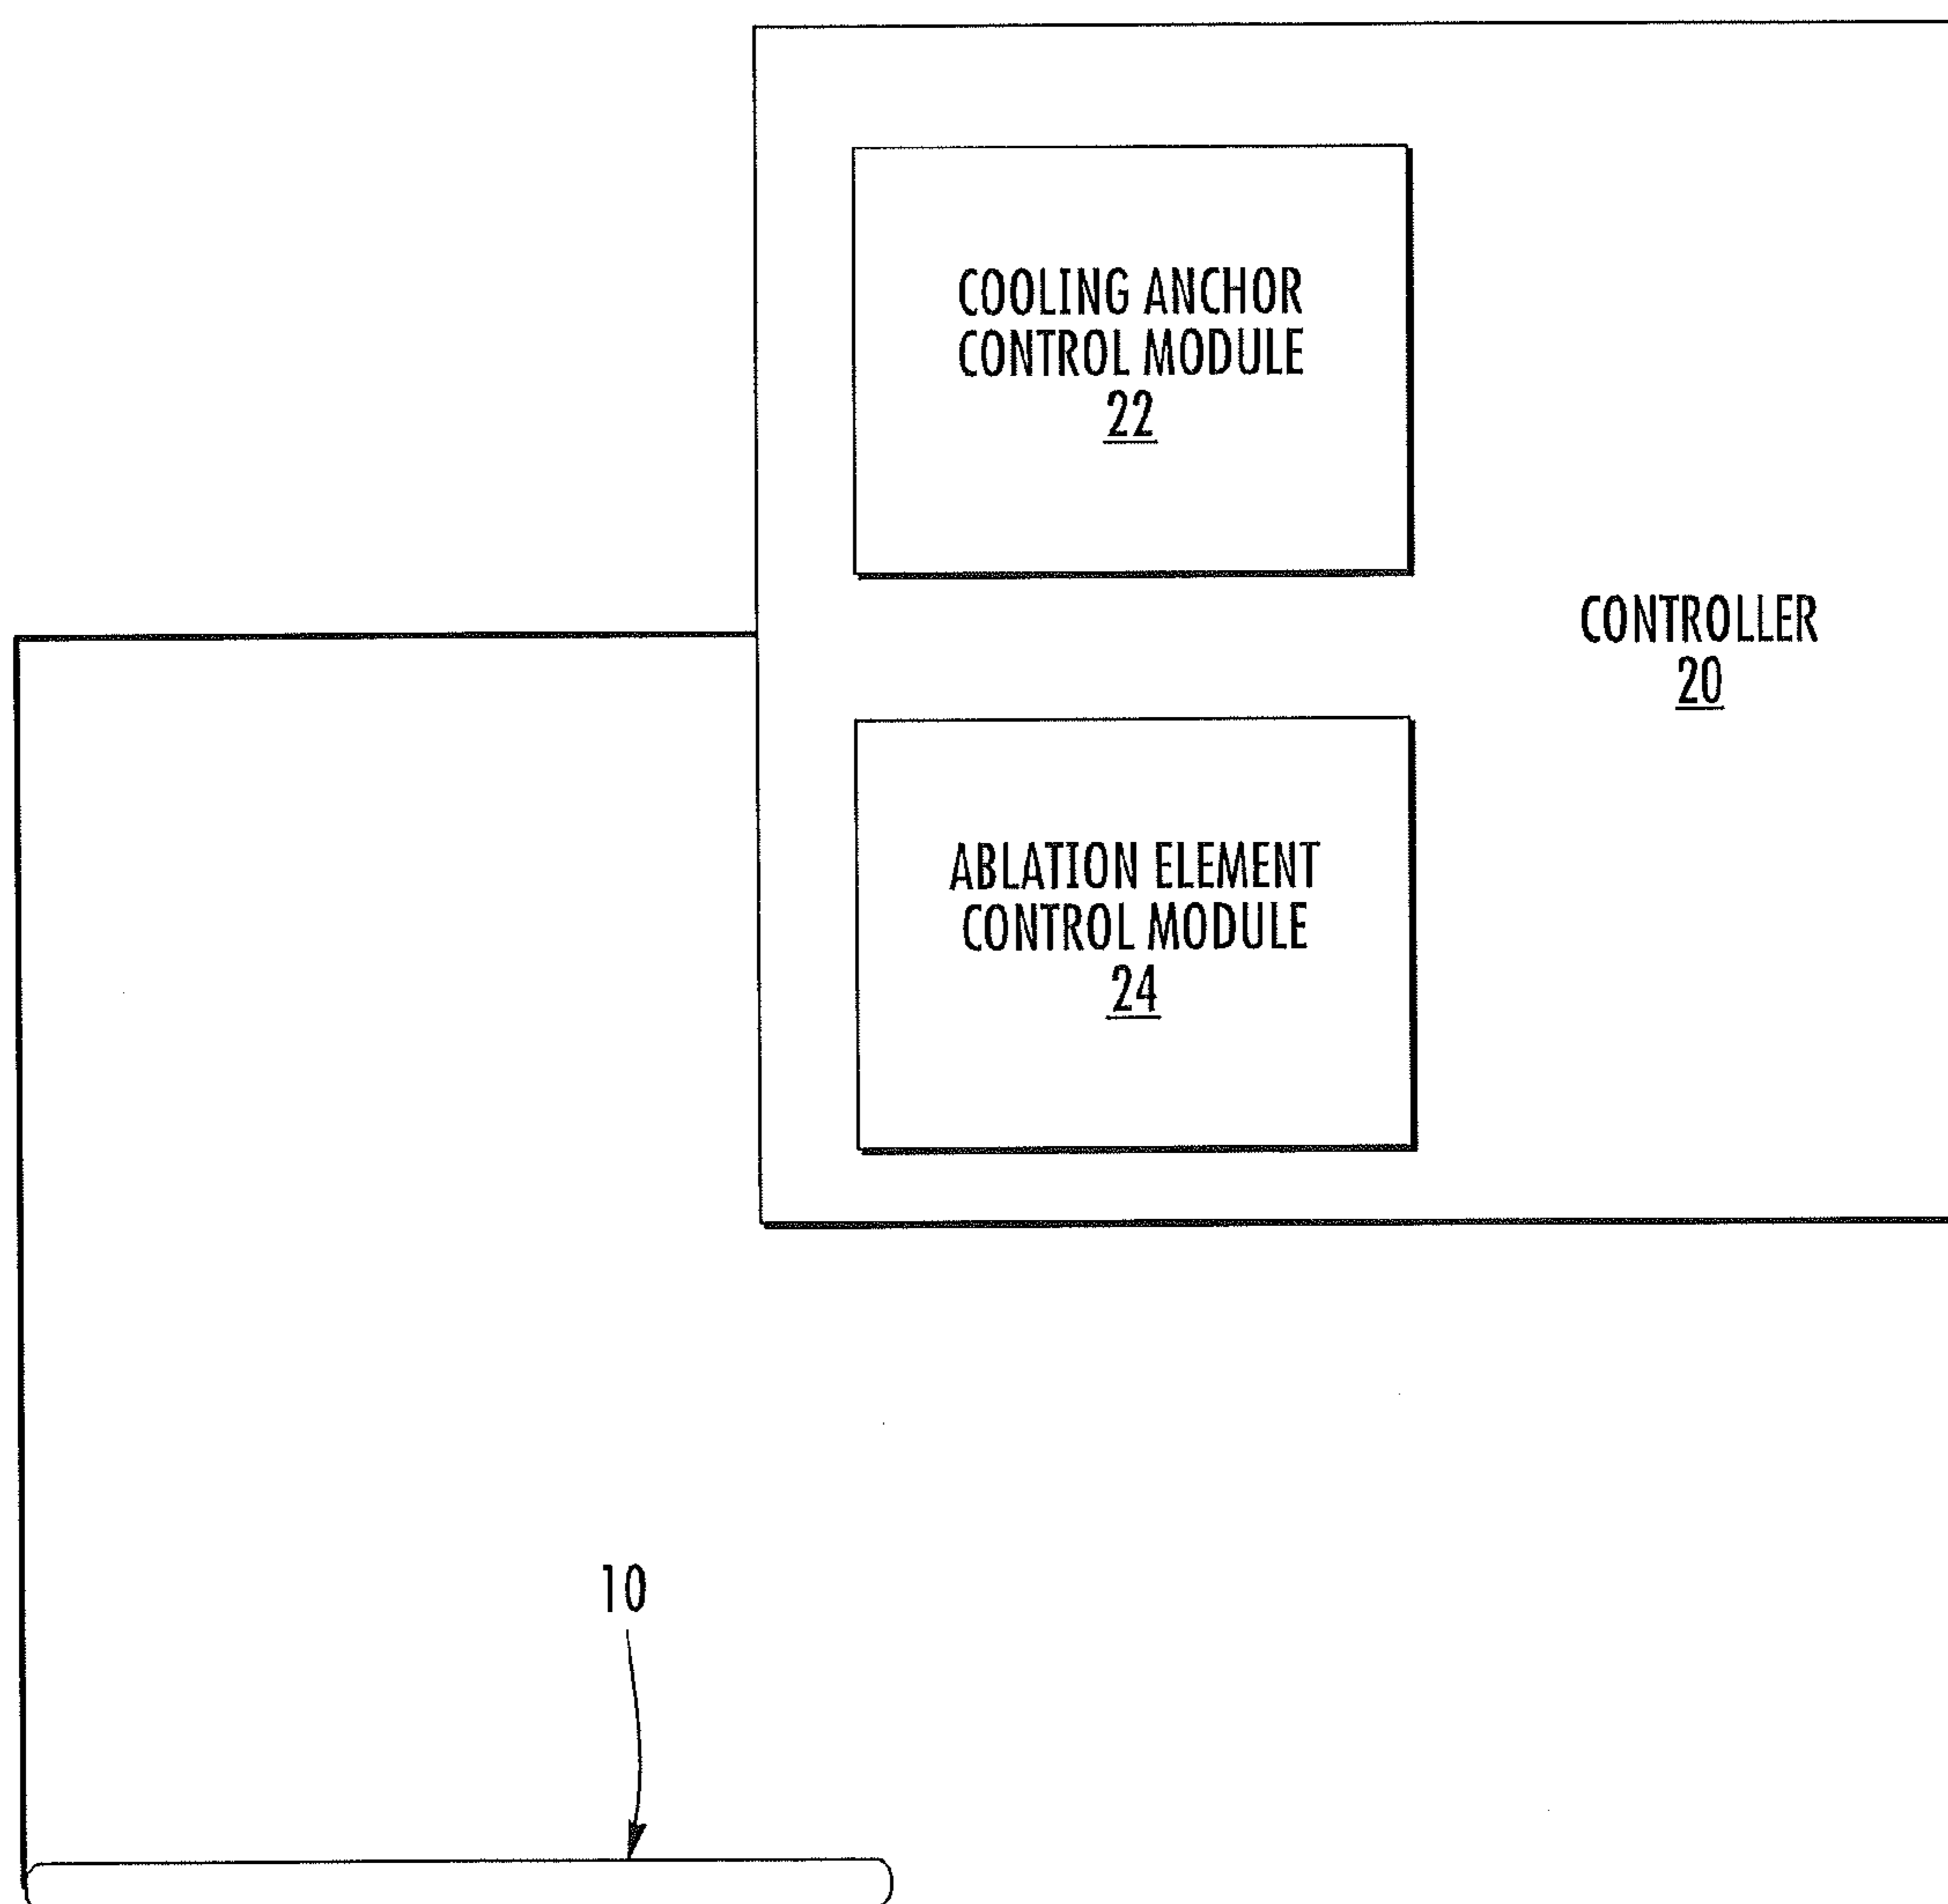 COOLING ANCHOR
CONTROL MODULE
22
CONTROLLER
20
ABLATION ELEMENT
CONTROL MODULE
24
10